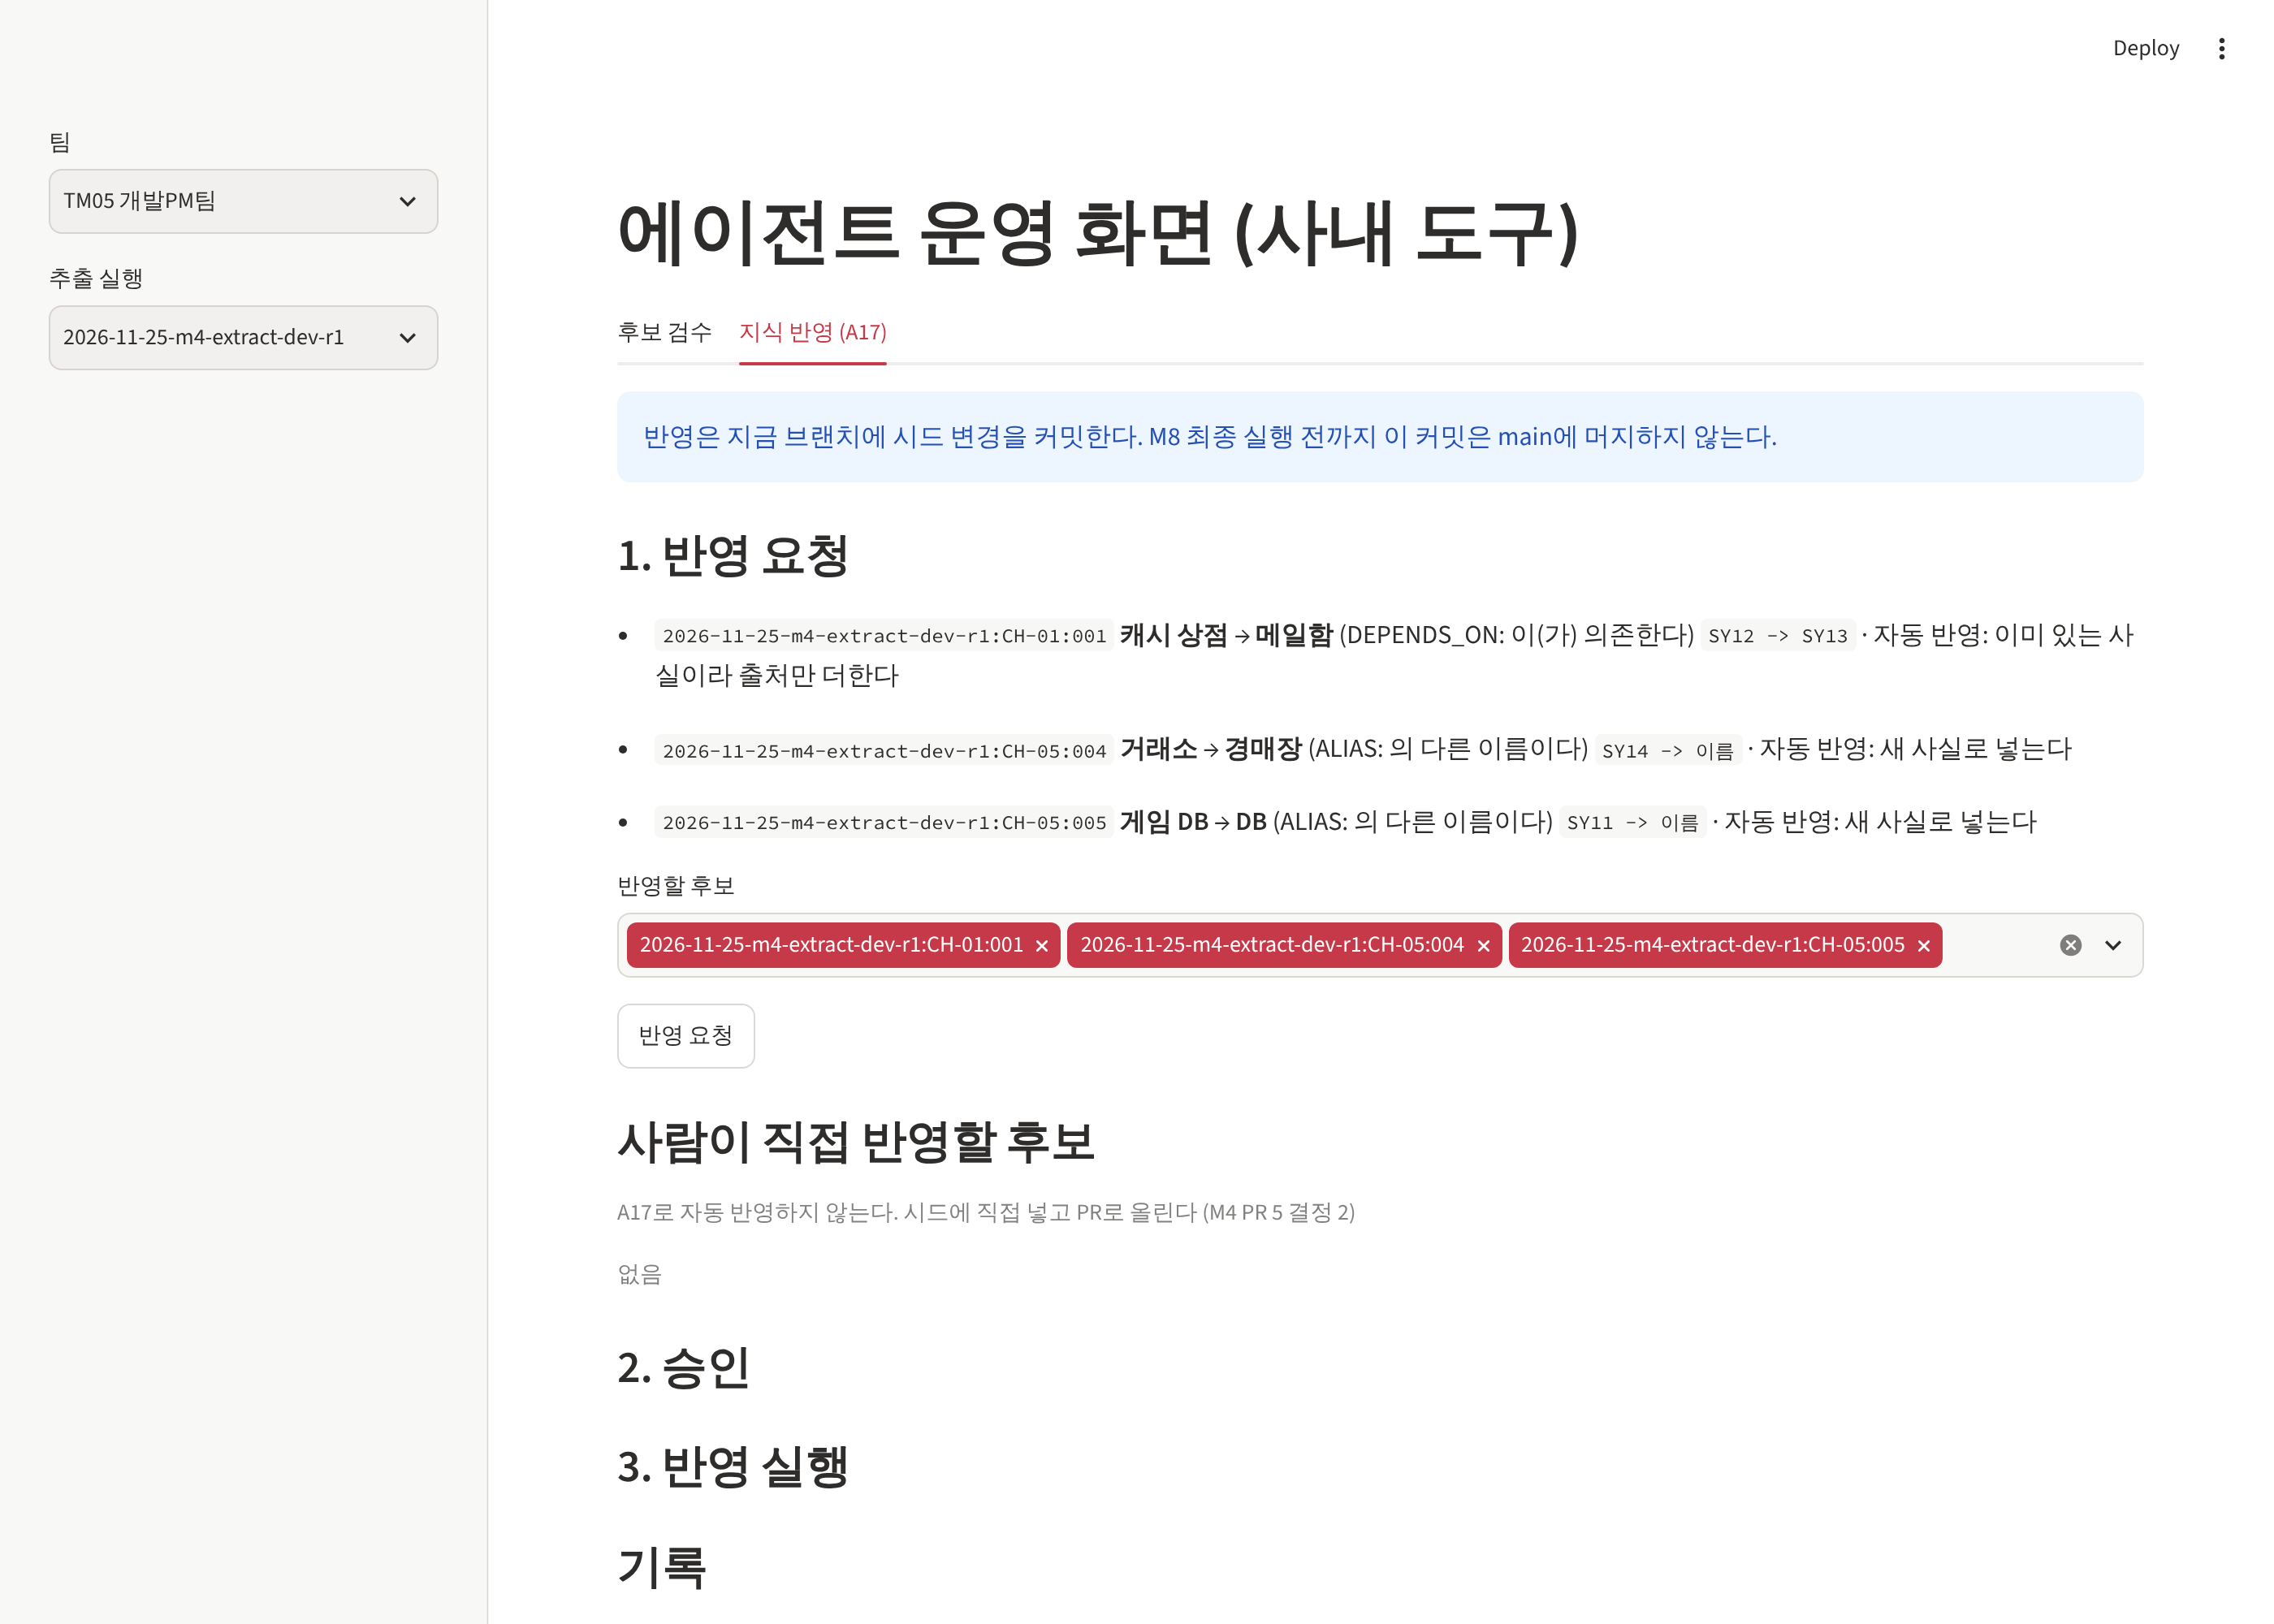 Deploy
팀
TM05 개발PM팀
추출 실행
2026-11-25-m4-extract-dev-r1
에이전트 운영 화면 (사내 도구)
후보 검수
지식 반영 (A17)
반영은 지금 브랜치에 시드 변경을 커밋한다. M8 최종 실행 전까지 이 커밋은 main에 머지하지 않는다.
1. 반영 요청
• 2026-11-25-m4-extract-dev-r1:CH-01:001 캐시 상점 → 메일함 (DEPENDS_ON: 이(가) 의존한다) SY12 -> SY13 · 자동 반영: 이미 있는 사
실이라 출처만 더한다
• 2026-11-25-m4-extract-dev-r1:CH-05:004 거래소 → 경매장 (ALIAS: 의 다른 이름이다) SY14 -> 이름 · 자동 반영: 새 사실로 넣는다
• 2026-11-25-m4-extract-dev-r1:CH-05:005 게임 DB → DB (ALIAS: 의 다른 이름이다) SY11 -> 이름 · 자동 반영: 새 사실로 넣는다
반영할 후보
2026-11-25-m4-extract-dev-r1:CH-01:001 2026-11-25-m4-extract-dev-r1:CH-05:004 2026-11-25-m4-extract-dev-r1:CH-05:005
반영 요청
사람이 직접 반영할 후보
A17로 자동 반영하지 않는다. 시드에 직접 넣고 PR로 올린다 (M4 PR 5 결정 2)
없음
2. 승인
3. 반영 실행
기록